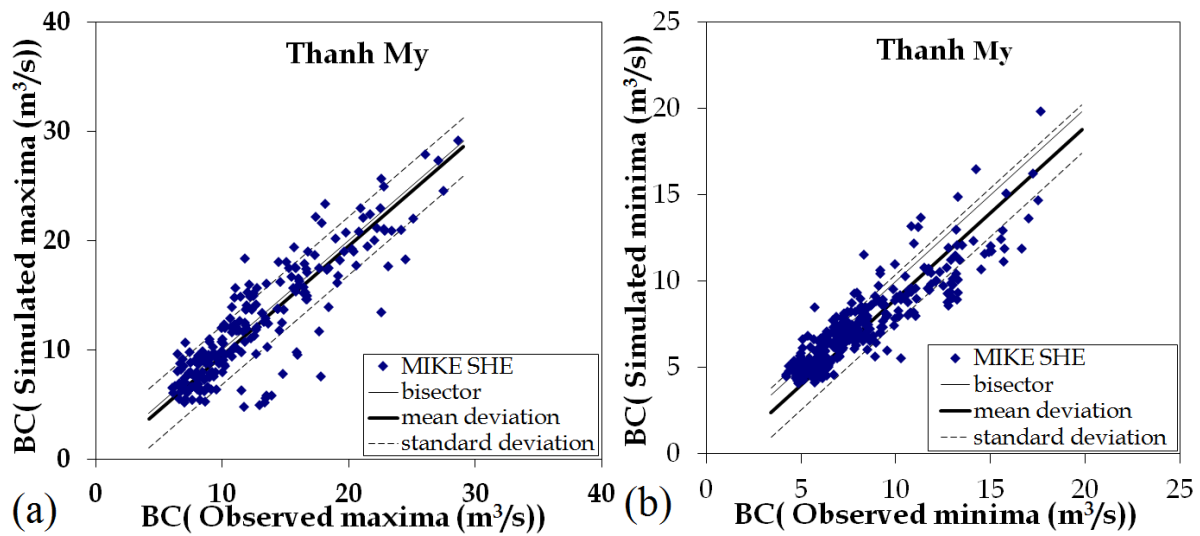 Thanh My
BC( Simulated maxima (m³/s))
40
30
20
10
0
MIKE SHE
bisector
mean deviation
standard deviation
0 10 20 30 40
BC( Observed maxima (m³/s))
(a)
Thanh My
BC( Simulated minima (m³/s))
25
20
15
10
5
0
MIKE SHE
bisector
mean deviation
standard deviation
0 5 10 15 20 25
BC( Observed minima (m³/s))
(b)